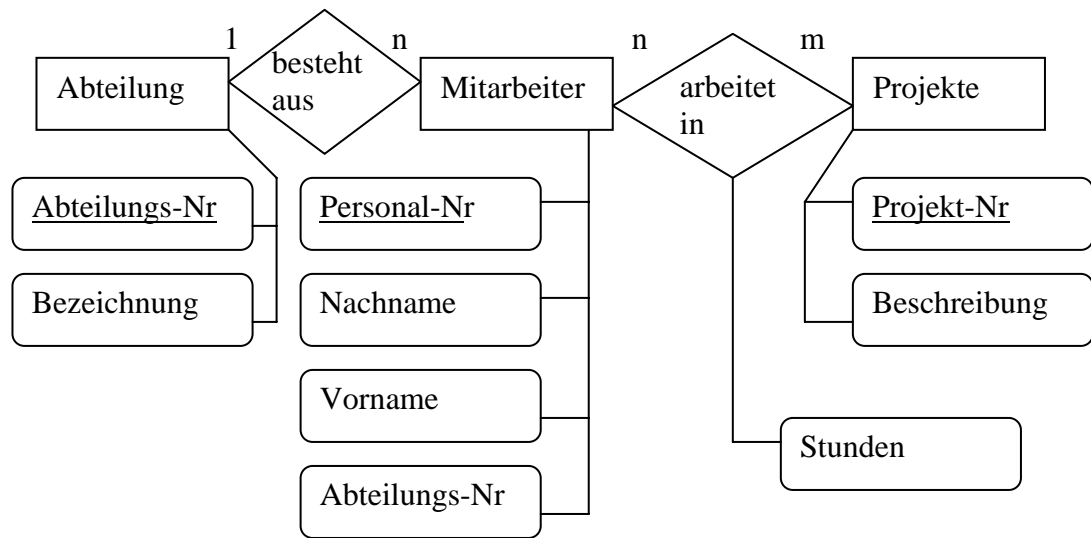 1
n
n
m
Abteilung
besteht
aus
Mitarbeiter
arbeitet
in
Projekte
Abteilungs-Nr
Personal-Nr
Projekt-Nr
Bezeichnung
Nachname
Beschreibung
Vorname
Stunden
Abteilungs-Nr